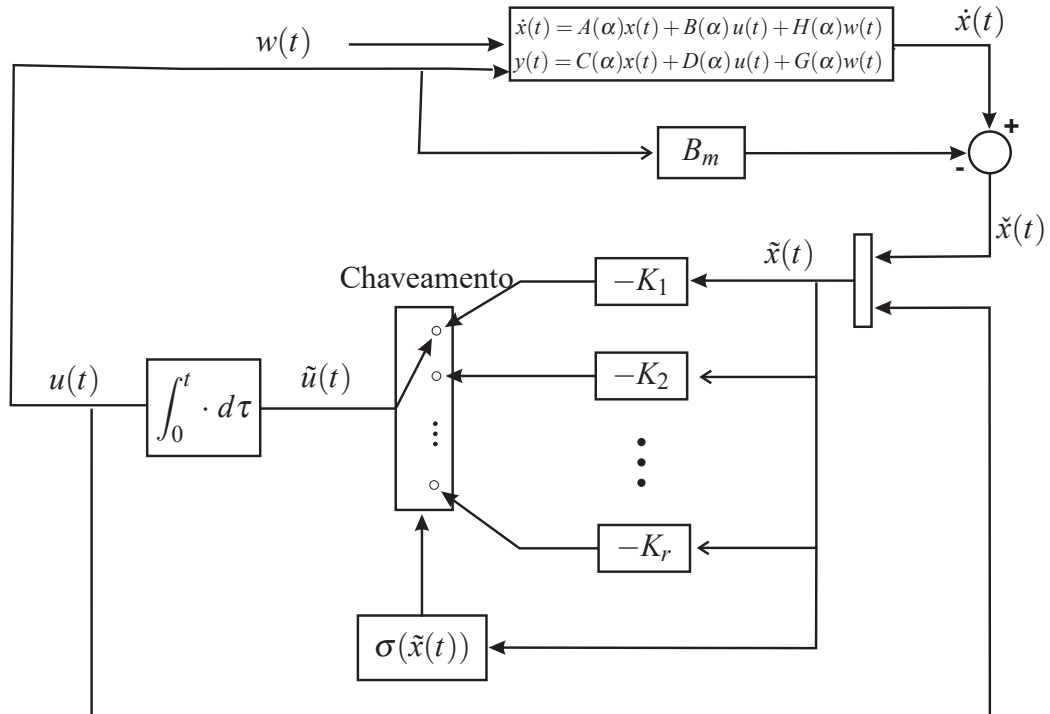 ẋ(t)
w(t)
ẋ(t) = A(α)x(t) + B(α)u(t) + H(α)w(t)
y(t) = C(α)x(t) + D(α)u(t) + G(α)w(t)
+
B_m
-
x̌(t)
x̃(t)
Chaveamento
−K_1
u(t)
∫_0^t · dτ
ũ(t)
−K_2
−K_r
σ(x̃(t))